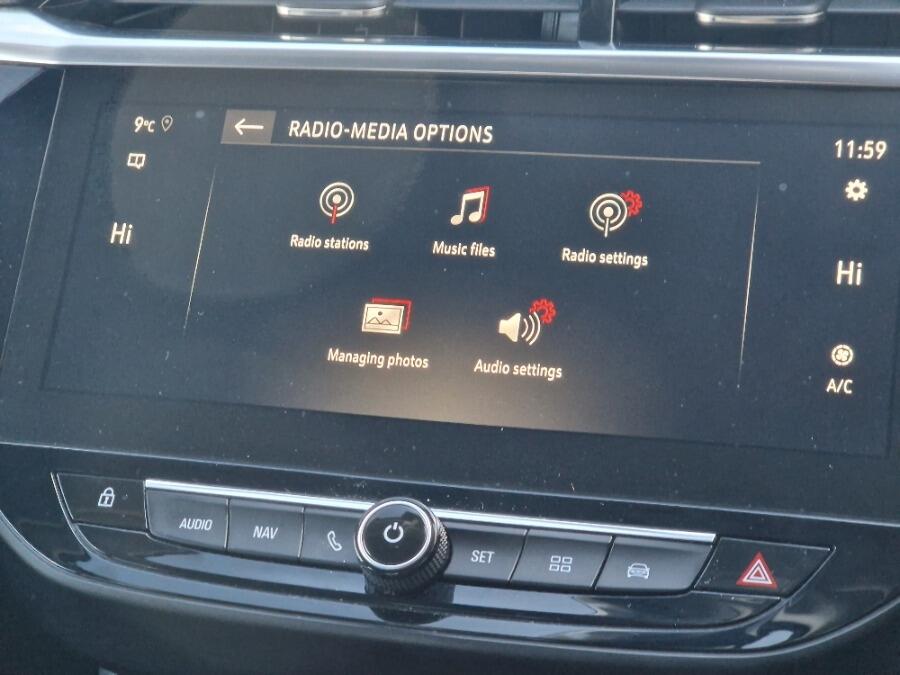 9°C
RADIO-MEDIA OPTIONS
11:59
Hi
Radio stations
Music files
Radio settings
Hi
Managing photos
Audio settings
A/C
AUDIO
NAV
SET